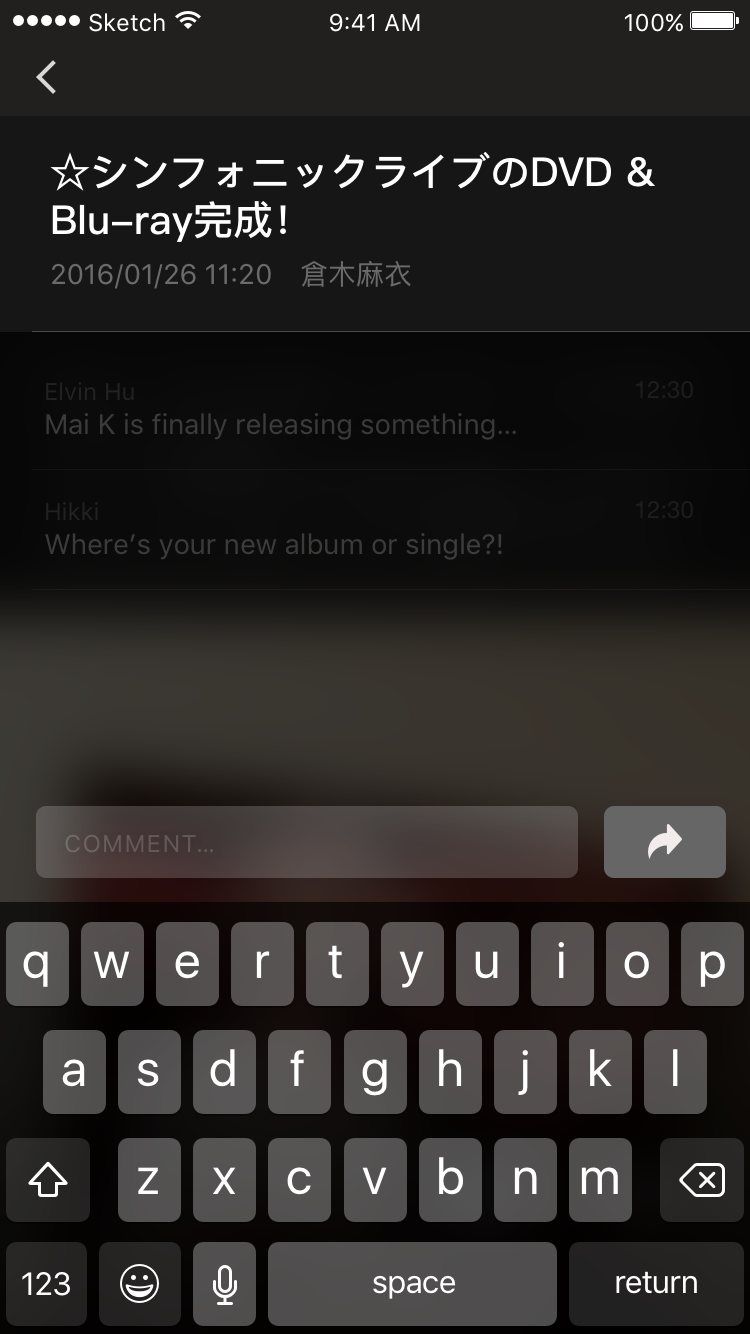 Sketch 9:41 AM 100%
☆シンフォニックライブのDVD &
Blu–ray完成！
2016/01/26 11:20 倉木麻衣
Elvin Hu 12:30
Mai K is finally releasing something...
Hikki 12:30
Where’s your new album or single?!
COMMENT...
q w e r t y u i o p
a s d f g h j k l
z x c v b n m
123 space return